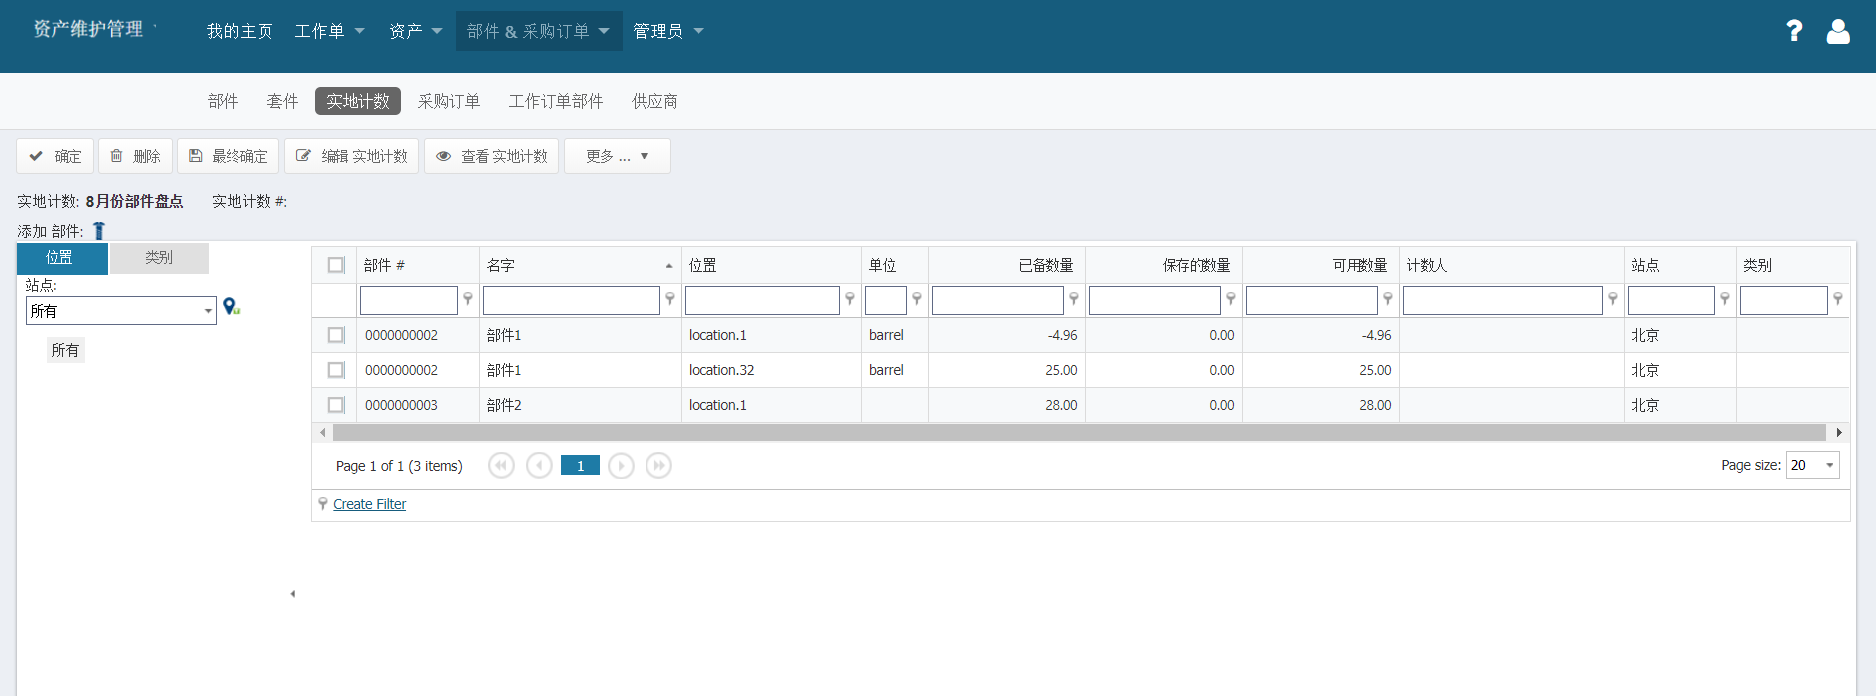 资产维护管理 我的主页 工作单 资产 部件 & 采购订单 管理员 ?
部件 套件 实地计数 采购订单 工作订单部件 供应商
确定 删除 最终确定 编辑 实地计数 查看 实地计数 更多 ...
实地计数: 8月份部件盘点 实地计数 #:
添加 部件:
位置 类别
站点:
所有
所有
部件 # 名字 位置 单位 已备数量 保存的数量 可用数量 计数人 站点 类别
0000000002 部件1 location.1 barrel -4.96 0.00 -4.96 北京
0000000002 部件1 location.32 barrel 25.00 0.00 25.00 北京
0000000003 部件2 location.1 28.00 0.00 28.00 北京
Page 1 of 1 (3 items) 1 Page size: 20
Create Filter